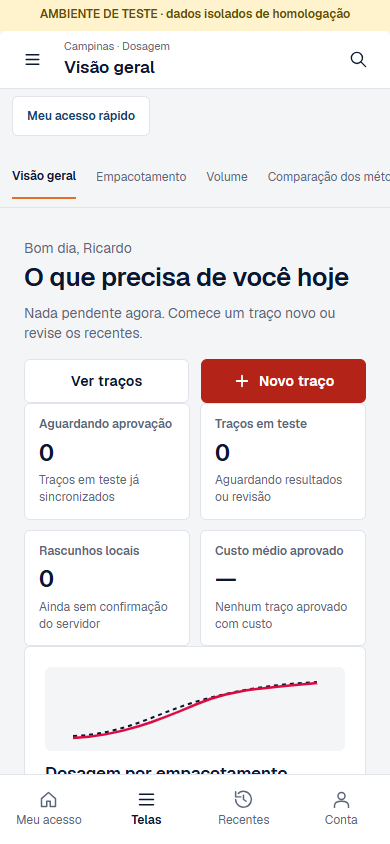 AMBIENTE DE TESTE · dados isolados de homologação
Campinas · Dosagem
Visão geral
Meu acesso rápido
Visão geral Empacotamento Volume Comparação dos
Bom dia, Ricardo
O que precisa de você hoje
Nada pendente agora. Comece um traço novo ou
revise os recentes.
Ver traços
+ Novo traço
Aguardando aprovação
0
Traços em teste já
sincronizados
Traços em teste
0
Aguardando resultados
ou revisão
Rascunhos locais
0
Ainda sem confirmação
do servidor
Custo médio aprovado
—
Nenhum traço aprovado
com custo
Dosagem por empacotamento
Meu acesso
Telas
Recentes
Conta